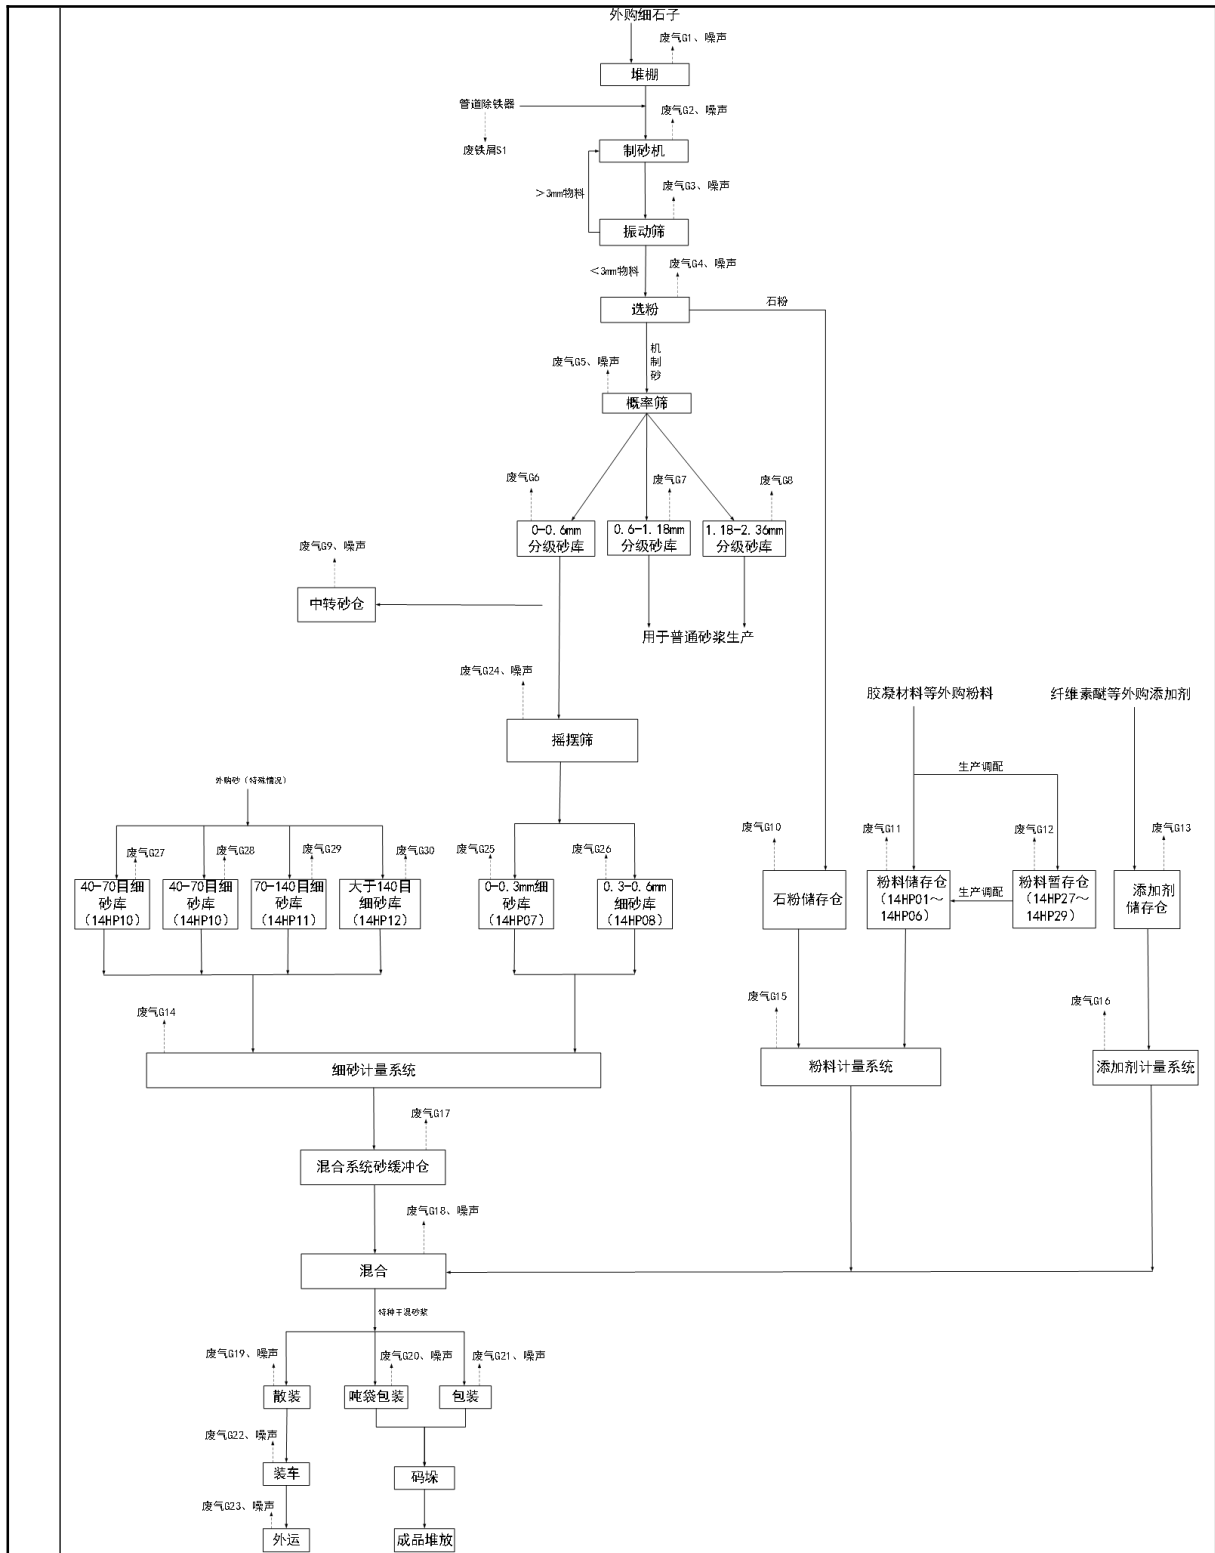 外购细石子
废气G1、噪声
堆棚
管道除铁器
废气G2、噪声
废铁屑S1
制砂机
>3mm物料
废气G3、噪声
振动筛
<3mm物料
废气G4、噪声
选粉
石粉
机
制
砂
废气G5、噪声
概率筛
废气G6
废气G7
废气G8
0-0.6mm
分级砂库
0.6-1.18mm
分级砂库
1.18-2.36mm
分级砂库
废气G9、噪声
中转砂仓
用于普通砂浆生产
废气G24、噪声
胶凝材料等外购粉料
纤维素醚等外购添加剂
摇摆筛
生产调配
外购砂（特殊情况）
废气G27
废气G28
废气G29
废气G30
废气G25
废气G26
废气G10
废气G11
废气G12
废气G13
40-70目细
砂库
（14HP10）
40-70目细
砂库
（14HP10）
70-140目细
砂库
（14HP11）
大于140目
细砂库
（14HP12）
0-0.3mm细
砂库
（14HP07）
0.3-0.6mm
细砂库
（14HP08）
石粉储存仓
粉料储存仓
（14HP01～
14HP06）
生产调配
粉料暂存仓
（14HP27～
14HP29）
添加剂
储存仓
废气G14
废气G15
废气G16
细砂计量系统
粉料计量系统
添加剂计量系统
废气G17
混合系统砂缓冲仓
废气G18、噪声
混合
特种干混砂浆
废气G19、噪声
废气G20、噪声
废气G21、噪声
散装
吨袋包装
包装
废气G22、噪声
装车
码垛
废气G23、噪声
外运
成品堆放